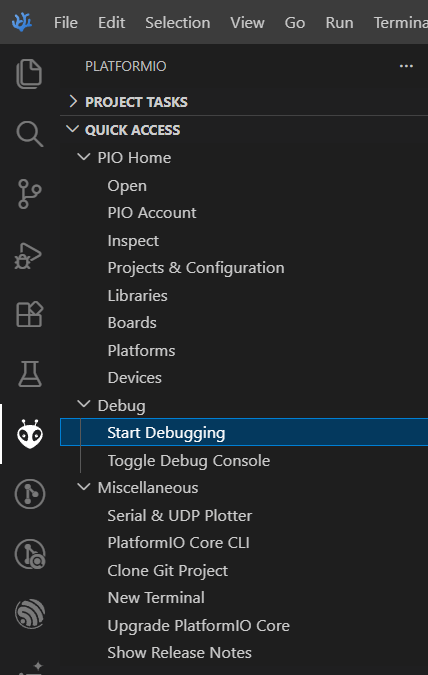 File Edit Selection View Go Run
PLATFORMIO
PROJECT TASKS
QUICK ACCESS
PIO Home
Open
PIO Account
Inspect
Projects & Configuration
Libraries
Boards
Platforms
Devices
Debug
Start Debugging
Toggle Debug Console
Miscellaneous
Serial & UDP Plotter
PlatformIO Core CLI
Clone Git Project
New Terminal
Upgrade PlatformIO Core
Show Release Notes